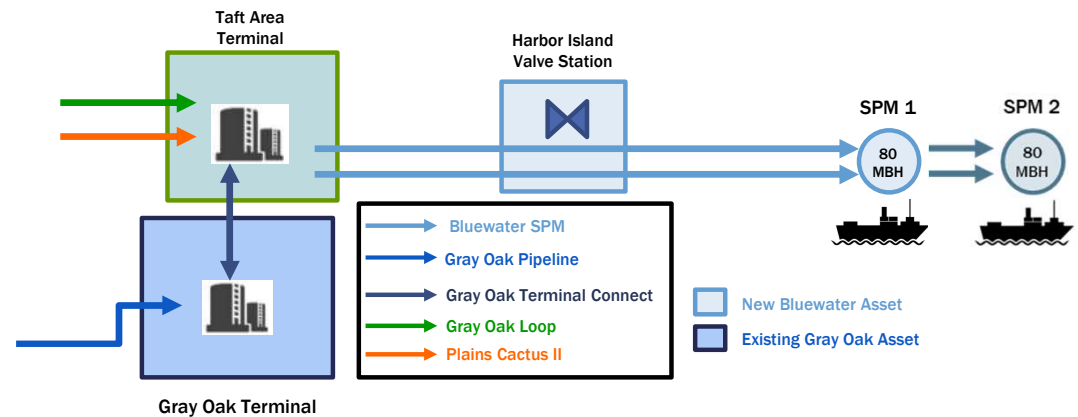 Taft Area
Terminal
Harbor Island
Valve Station
SPM 1
SPM 2
80
MBH
80
MBH
Bluewater SPM
Gray Oak Pipeline
Gray Oak Terminal Connect
Gray Oak Loop
Plains Cactus II
New Bluewater Asset
Existing Gray Oak Asset
Gray Oak Terminal